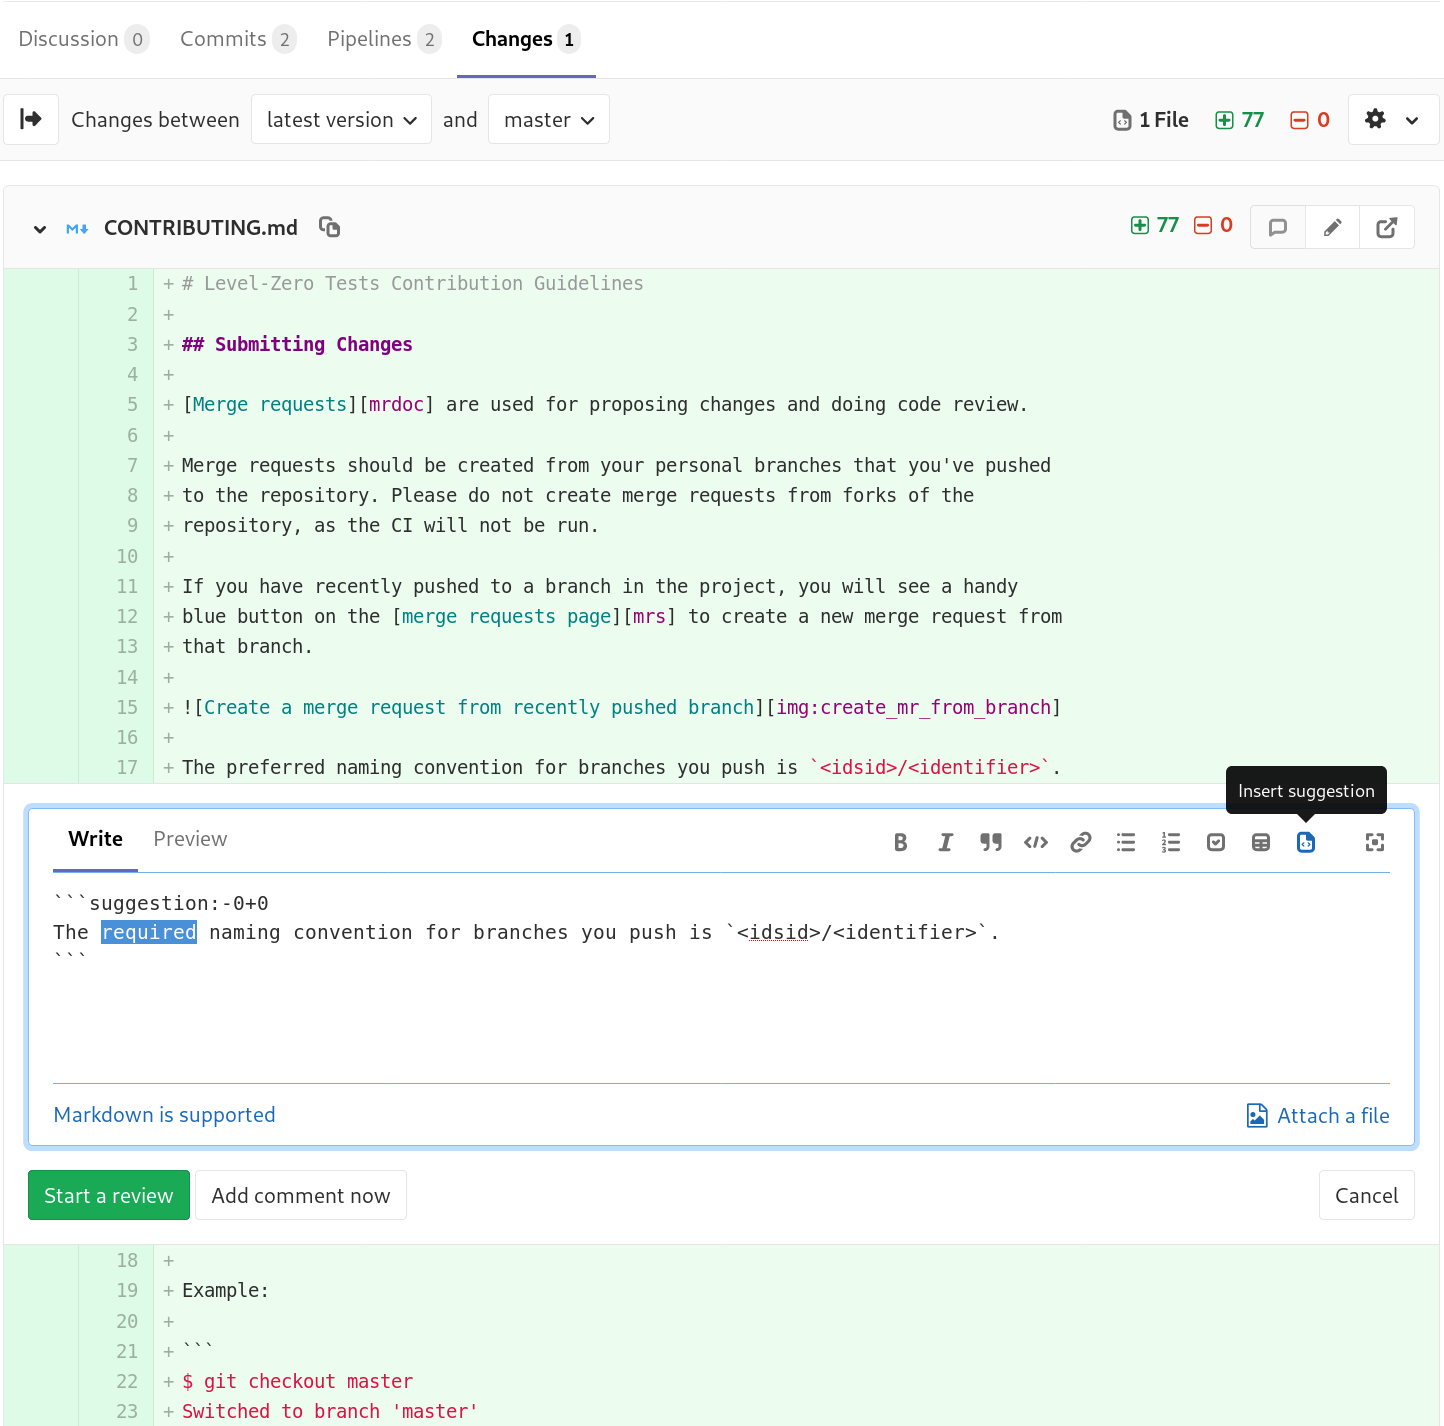 Discussion 0 Commits 2 Pipelines 2 Changes 1
Changes between latest version and master 1 File 77 0
CONTRIBUTING.md 77 0
1 + # Level-Zero Tests Contribution Guidelines
2 +
3 + ## Submitting Changes
4 +
5 + [Merge requests][mrdoc] are used for proposing changes and doing code review.
6 +
7 + Merge requests should be created from your personal branches that you've pushed
8 + to the repository. Please do not create merge requests from forks of the
9 + repository, as the CI will not be run.
10 +
11 + If you have recently pushed to a branch in the project, you will see a handy
12 + blue button on the [merge requests page][mrs] to create a new merge request from
13 + that branch.
14 +
15 + ![Create a merge request from recently pushed branch][img:create_mr_from_branch]
16 +
17 + The preferred naming convention for branches you push is `<idsid>/<identifier>`.
Insert suggestion
Write Preview
```suggestion:-0+0
The required naming convention for branches you push is `<idsid>/<identifier>`.
```
Markdown is supported Attach a file
Start a review Add comment now Cancel
18 +
19 + Example:
20 +
21 + ```
22 + $ git checkout master
23 + Switched to branch 'master'